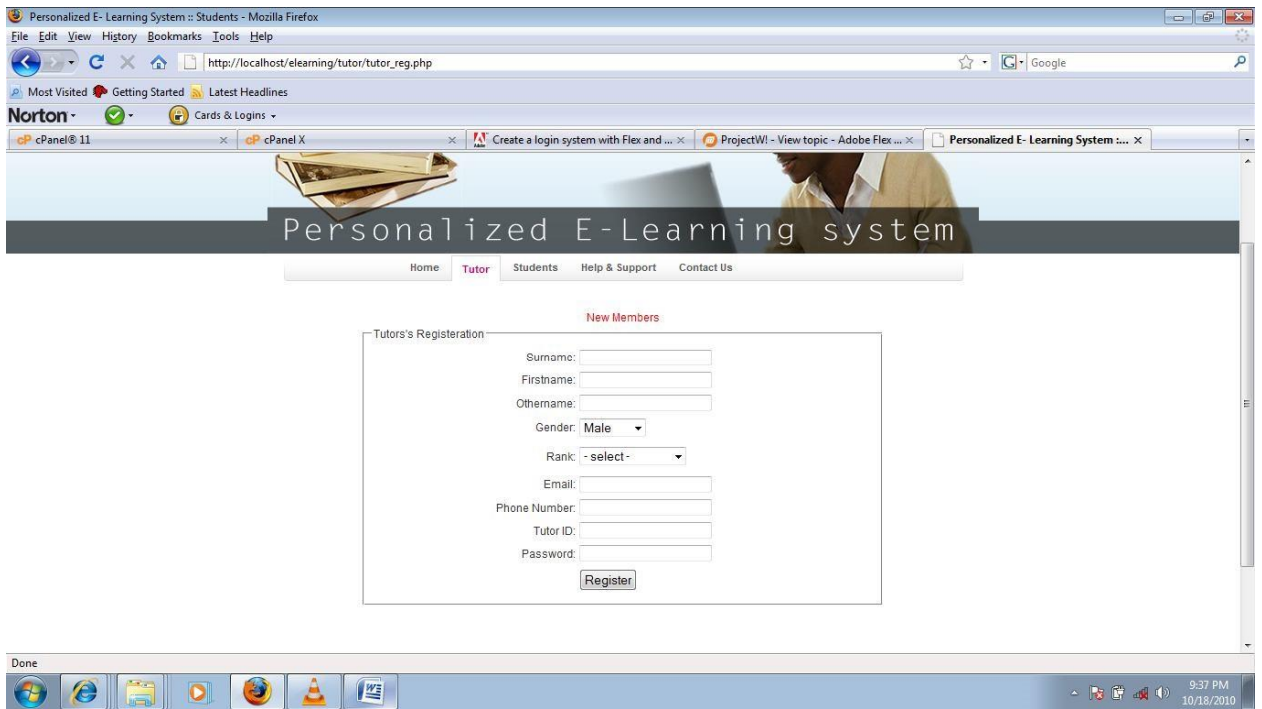 Personalized E- Learning System :: Students - Mozilla Firefox
File Edit View History Bookmarks Tools Help
http://localhost/elearning/tutor/tutor_reg.php
Google
Most Visited Getting Started Latest Headlines
Norton Cards & Logins
cP cPanel® 11 cP cPanel X Create a login system with Flex and ... ProjectW! - View topic - Adobe Flex ... Personalized E- Learning System :...
Personalized E-Learning system
Home Tutor Students Help & Support Contact Us
New Members
Tutors's Registeration
Surname:
Firstname:
Othername:
Gender: Male
Rank: - select -
Email:
Phone Number:
Tutor ID:
Password:
Register
Done
9:37 PM
10/18/2010